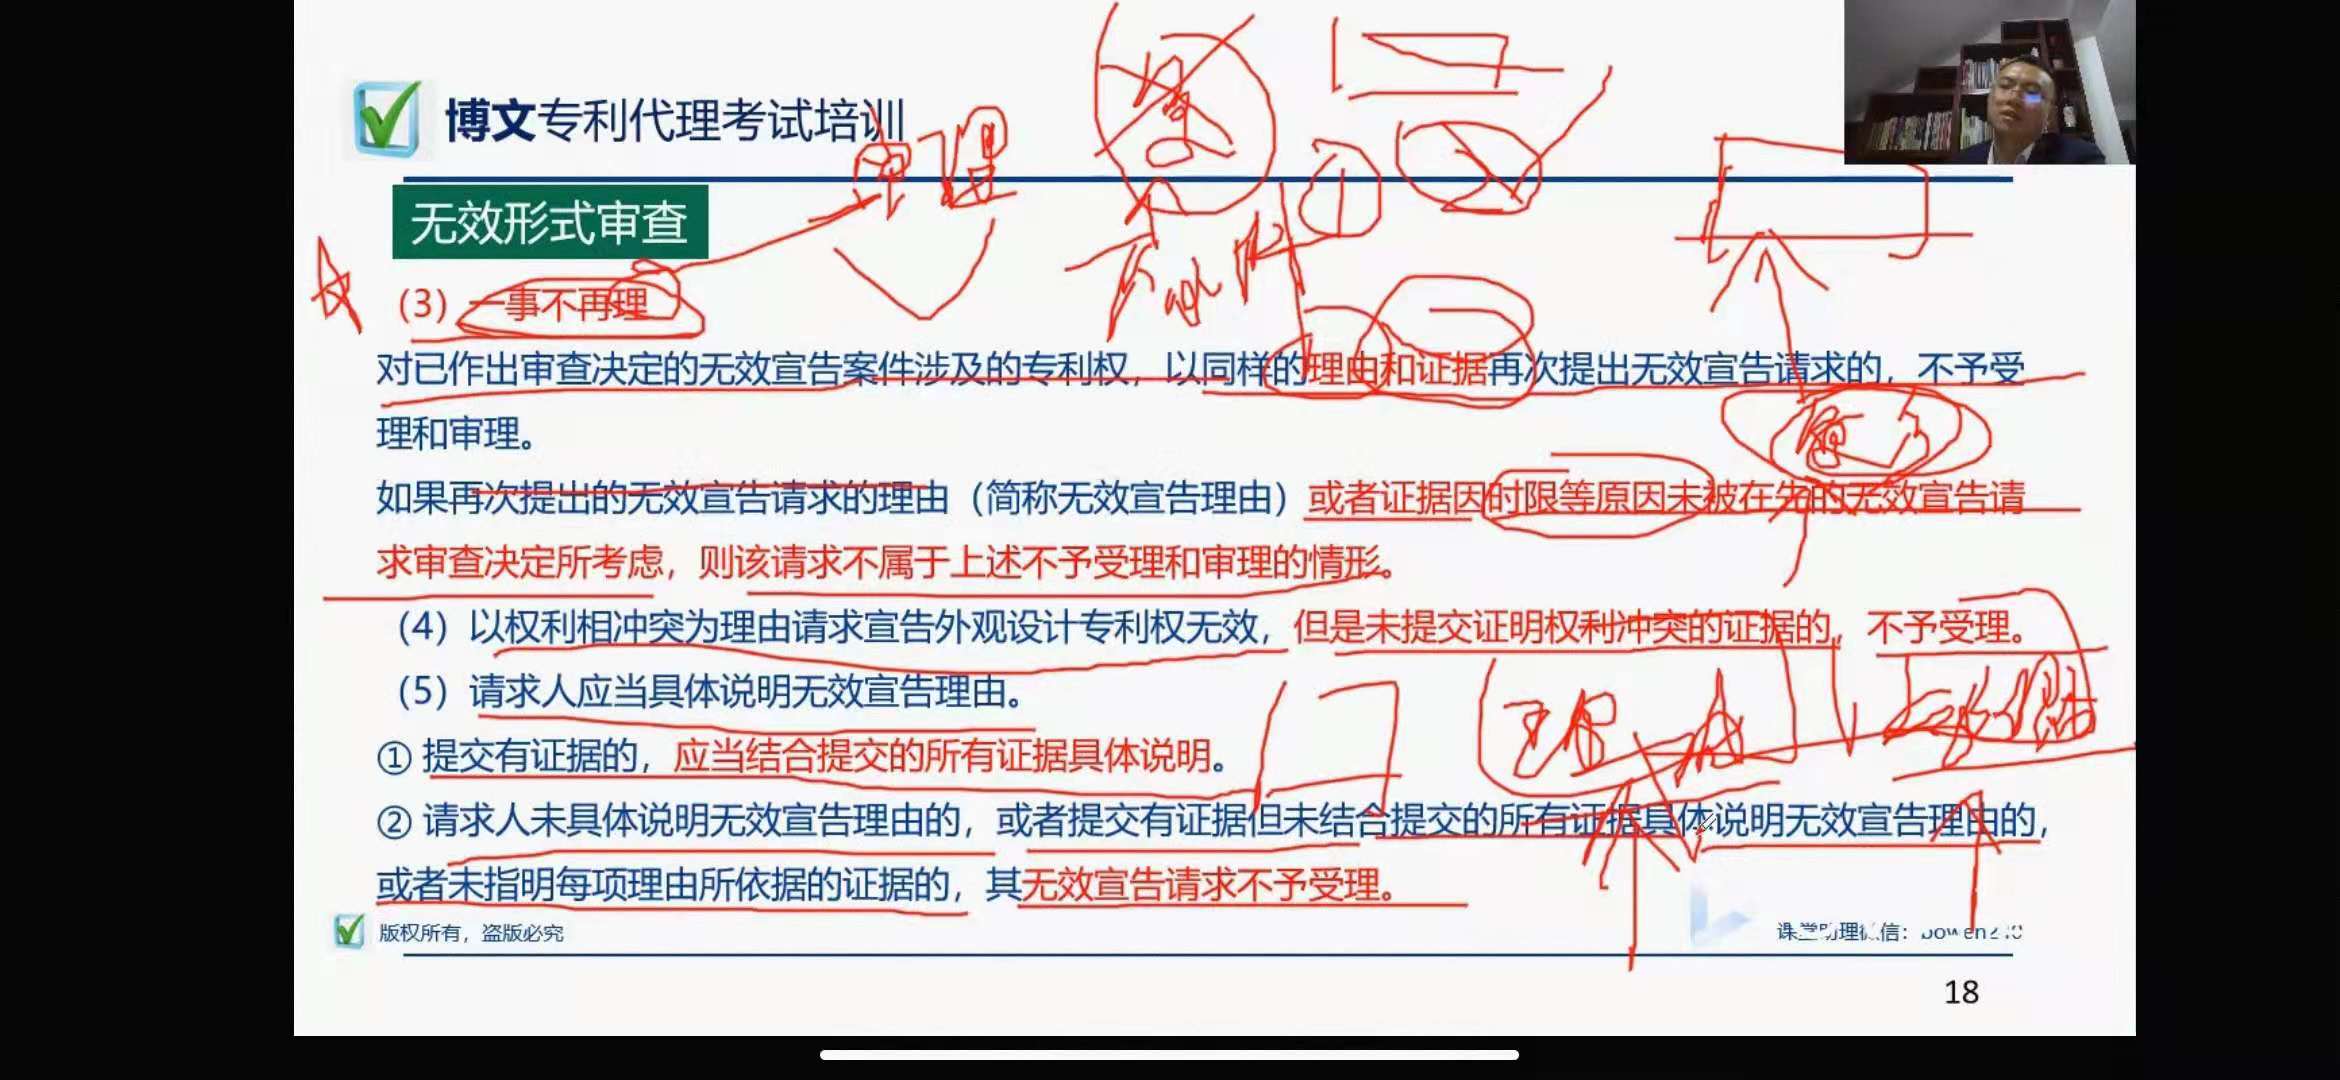 博文专利代理考试培训
审理
无效形式审查
（3）一事不再理
对已作出审查决定的无效宣告案件涉及的专利权，以同样的理由和证据再次提出无效宣告请求的，不予受
理和审理。
如果再次提出的无效宣告请求的理由（简称无效宣告理由）或者证据因时限等原因未被在先的无效宣告请
求审查决定所考虑，则该请求不属于上述不予受理和审理的情形。
（4）以权利相冲突为理由请求宣告外观设计专利权无效，但是未提交证明权利冲突的证据的，不予受理。
（5）请求人应当具体说明无效宣告理由。
① 提交有证据的，应当结合提交的所有证据具体说明。
② 请求人未具体说明无效宣告理由的，或者提交有证据但未结合提交的所有证据具体说明无效宣告理由的，
或者未指明每项理由所依据的证据的，其无效宣告请求不予受理。
版权所有，盗版必究
课堂助理微信：bowen210
18